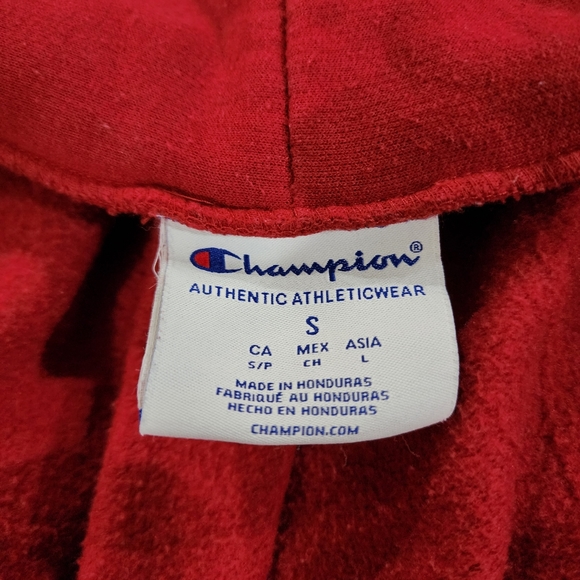 Champion®
AUTHENTIC ATHLETICWEAR
S
CA MEX ASIA
S/P CH L
MADE IN HONDURAS
FABRIQUÉ AU HONDURAS
HECHO EN HONDURAS
CHAMPION.COM